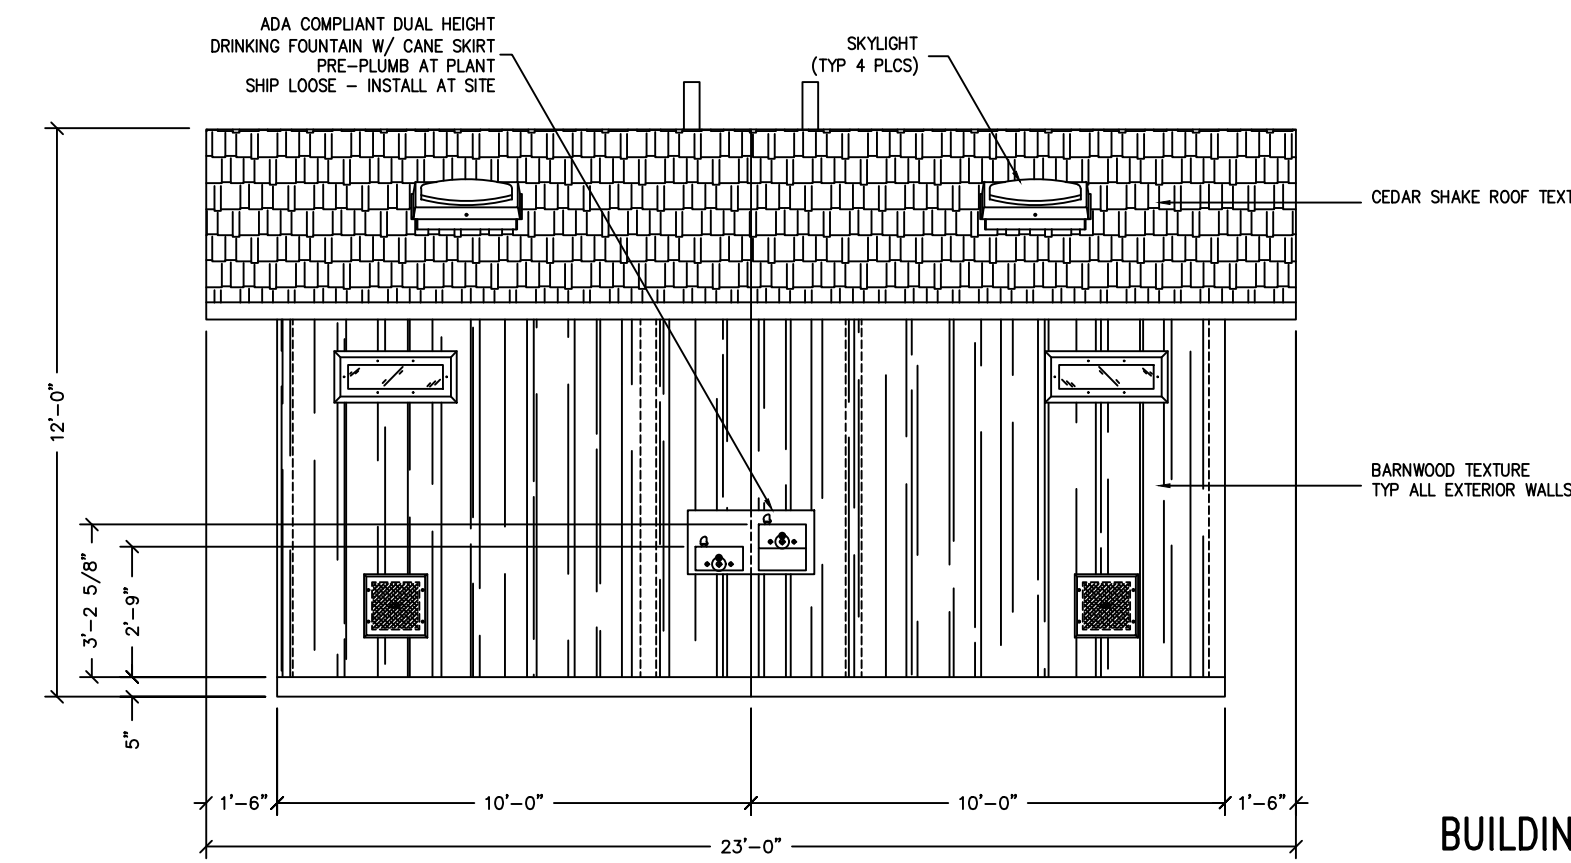 ADA COMPLIANT DUAL HEIGHT
DRINKING FOUNTAIN W/ CANE SKIRT
PRE-PLUMB AT PLANT
SHIP LOOSE - INSTALL AT SITE
SKYLIGHT
(TYP 4 PLCS)
CEDAR SHAKE ROOF TEXT
BARNWOOD TEXTURE
TYP ALL EXTERIOR WALLS
12'-0"
3'-2 5/8"
2'-9"
5"
1'-6"
10'-0"
10'-0"
1'-6"
23'-0"
BUILDIN